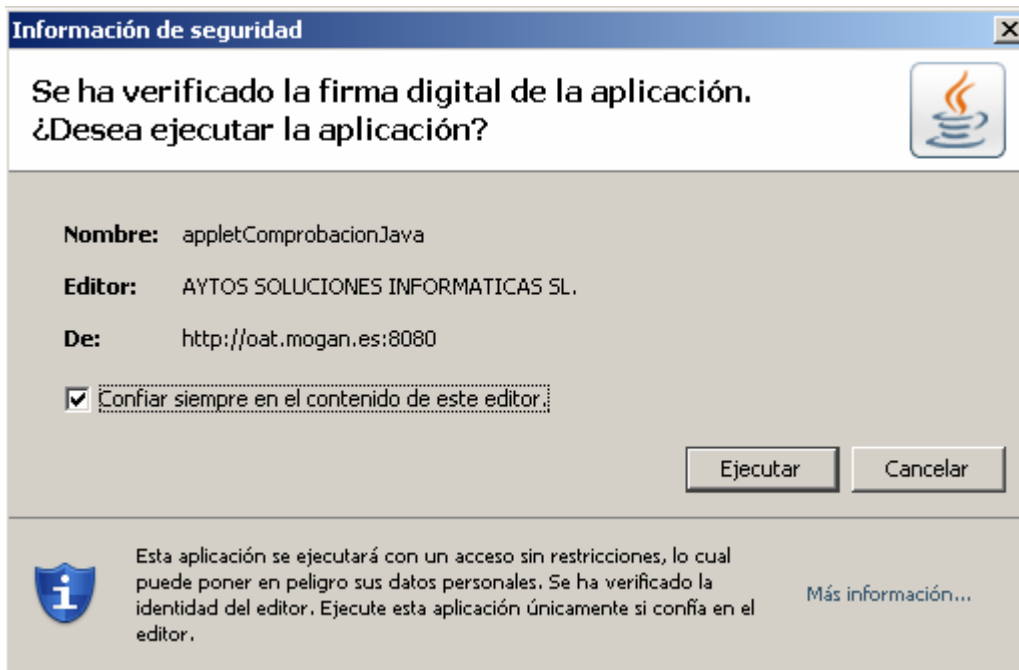 Información de seguridad
Se ha verificado la firma digital de la aplicación.
¿Desea ejecutar la aplicación?
Nombre: appletComprobacionJava
Editor: AYTOS SOLUCIONES INFORMATICAS SL.
De: http://oat.mogan.es:8080
Confiar siempre en el contenido de este editor.
Ejecutar Cancelar
Esta aplicación se ejecutará con un acceso sin restricciones, lo cual
puede poner en peligro sus datos personales. Se ha verificado la
identidad del editor. Ejecute esta aplicación únicamente si confía en el
editor.
Más información...